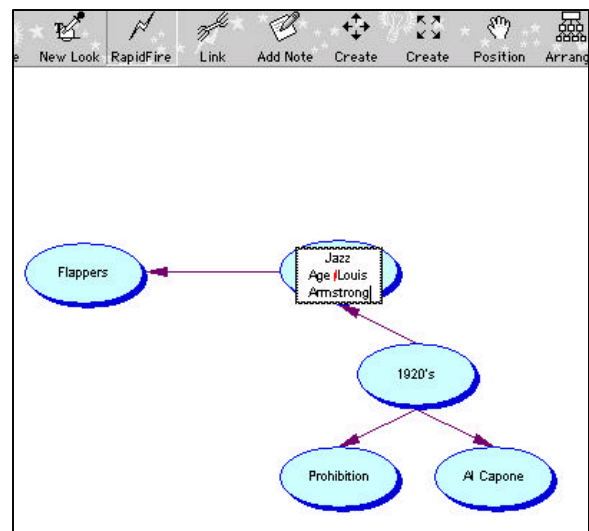 e New Look RapidFire Link Add Note Create Create Position Arrang
Flappers
Jazz
Age /Louis
Armstrong
1920's
Prohibition
Al Capone